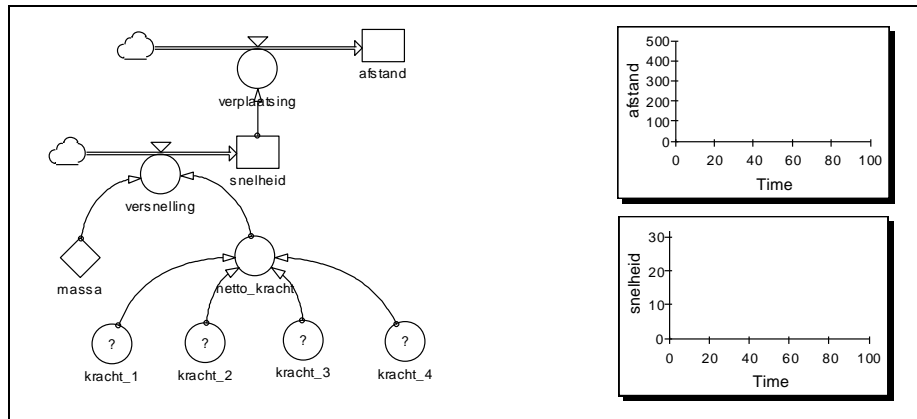 afstand
verplaatsing
snelheid
versnelling
massa
netto_kracht
?
?
?
?
kracht_1
kracht_2
kracht_3
kracht_4
500
400
300
200
100
0
afstand
0 20 40 60 80 100
Time
30
20
10
0
snelheid
0 20 40 60 80 100
Time